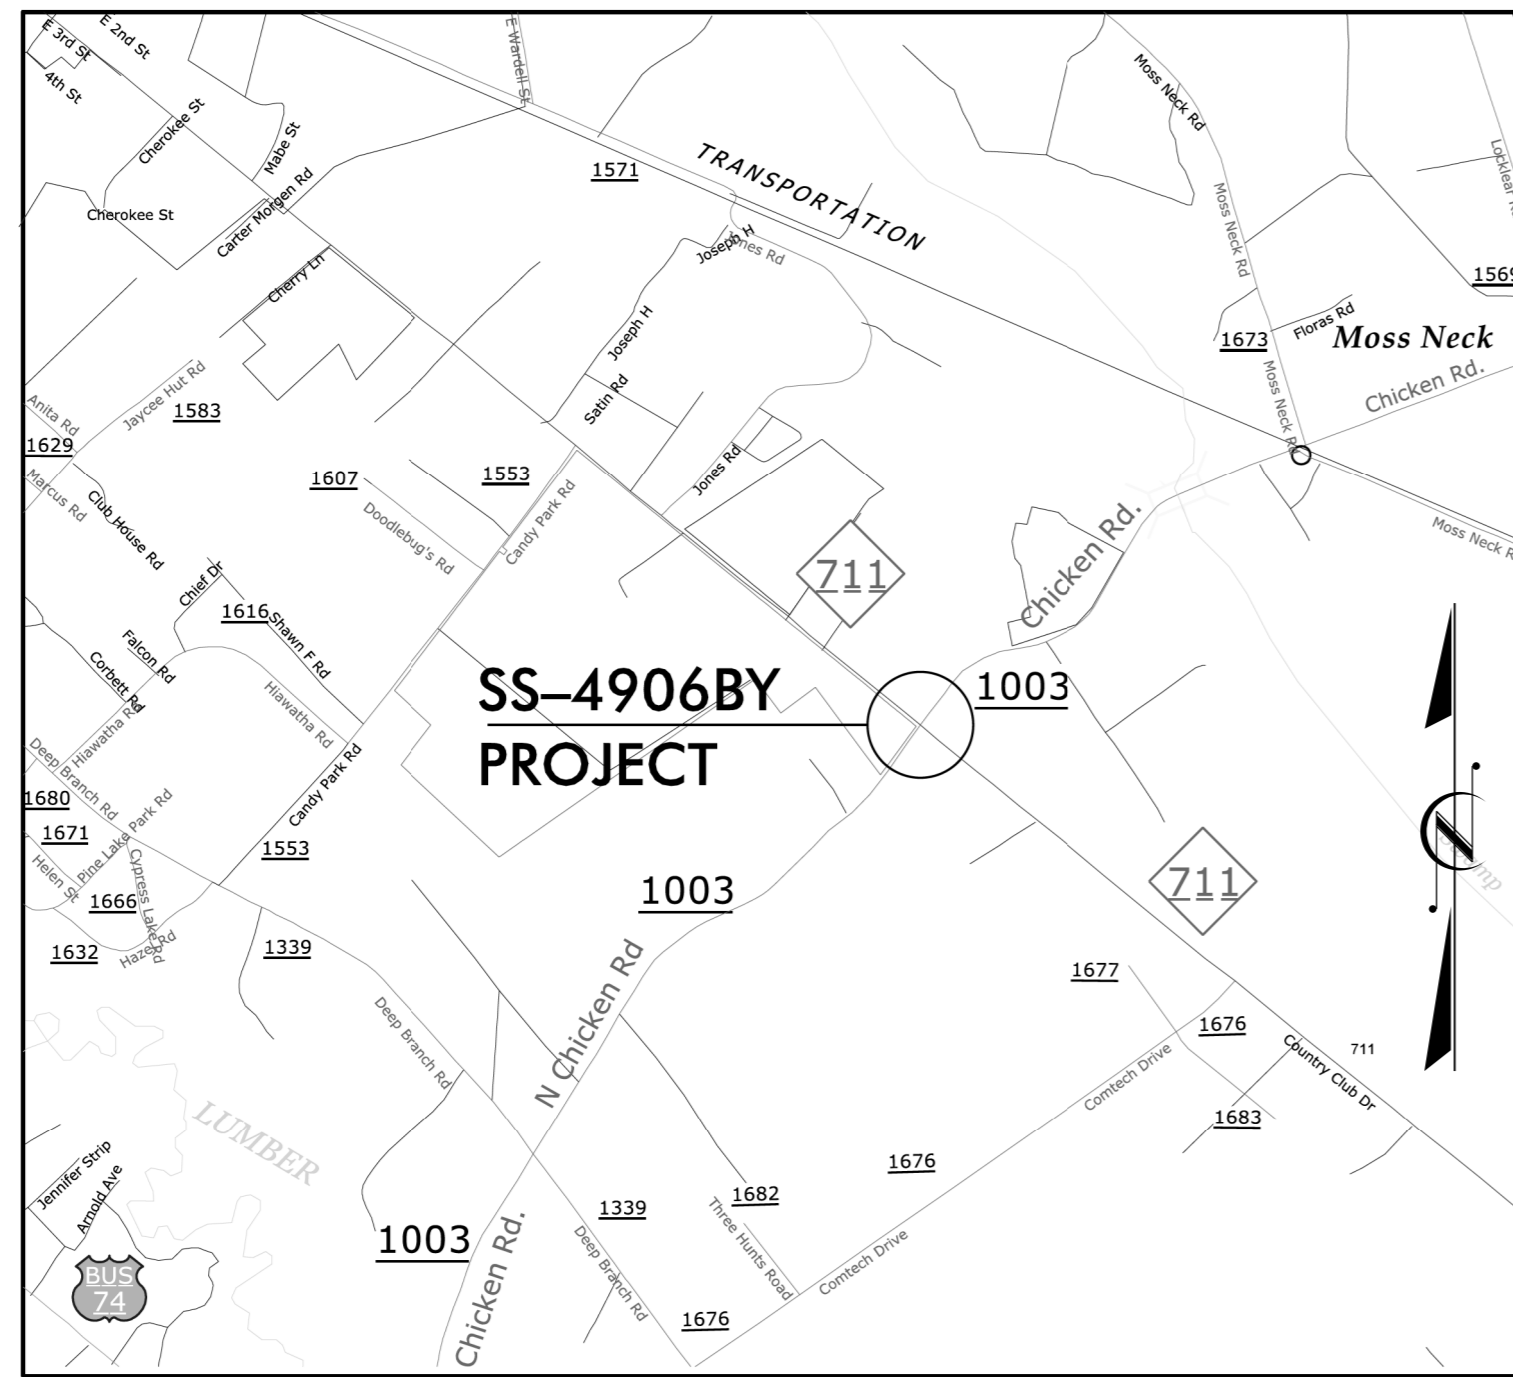 E 2nd St
E 3rd St
4th St
E Wardell St
Cherokee St
Mabe St
Carter Morgen Rd
Cherokee St
1571
TRANSPORTATION
Moss Neck Rd
Moss Neck Rd
1569
Joseph H
Jones Rd
Cherry Ln
Joseph H
Satin Rd
Floras Rd
1673
Moss Neck
Moss Neck Rd
Chicken Rd.
Jaycee Hut Rd
1583
Anita Rd
1629
Marcus Rd
Club House Rd
1607
Doodlebug's Rd
1553
Candy Park Rd
Jones Rd
711
Chicken Rd.
Moss Neck R
Chief Dr
1616
Shawn F Rd
Falcon Rd
Corbett Rd
Hiawatha Rd
Hiawatha Rd
SS–4906BY
PROJECT
1003
Deep Branch Rd
Candy Park Rd
1680
1671
Pine Lake Park Rd
Helen St
Cypress Lake Rd
1553
1666
1632
1339
1003
711
N Chicken Rd
Deep Branch Rd
1677
1676
Country Club Dr
711
Comtech Drive
1683
LUMBER
Jennifer Strip
Arnold Ave
1676
1682
Three Hunts Road
1339
1003
Chicken Rd.
Deep Branch Rd
Comtech Drive
1676
BUS
74